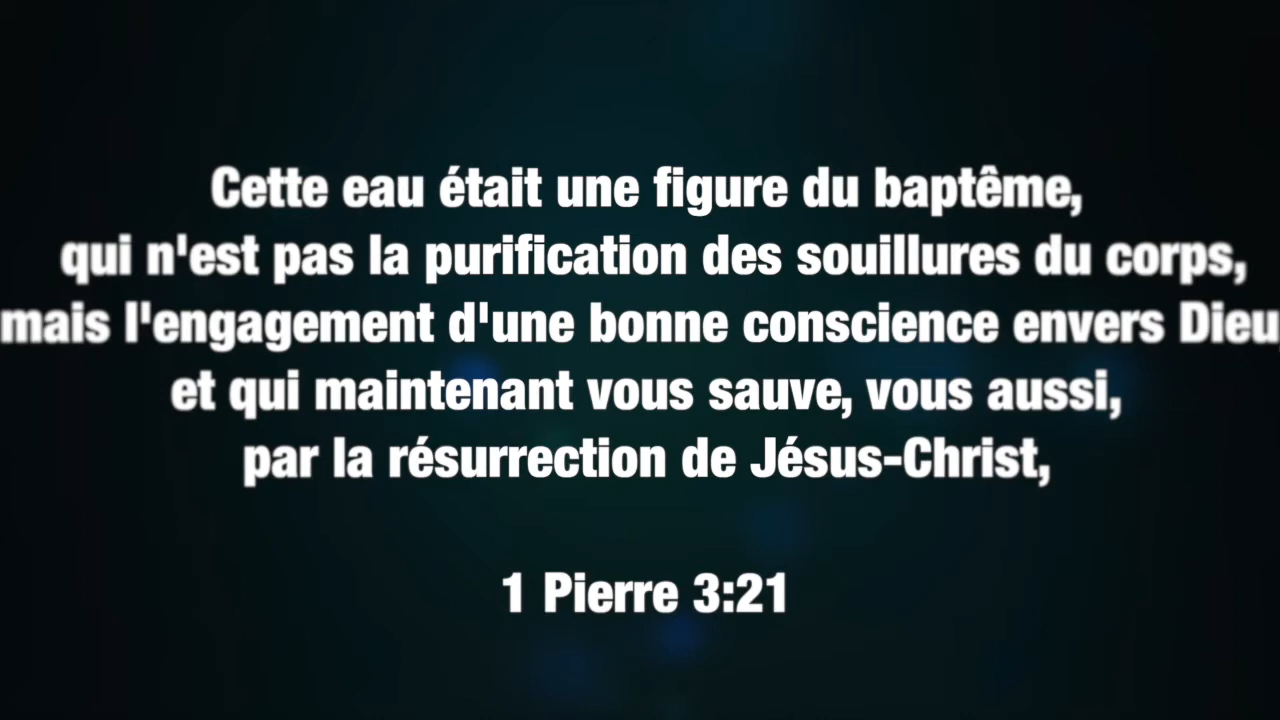 Cette eau était une figure du baptême,
qui n'est pas la purification des souillures du corps,
mais l'engagement d'une bonne conscience envers Dieu
et qui maintenant vous sauve, vous aussi,
par la résurrection de Jésus-Christ,
1 Pierre 3:21